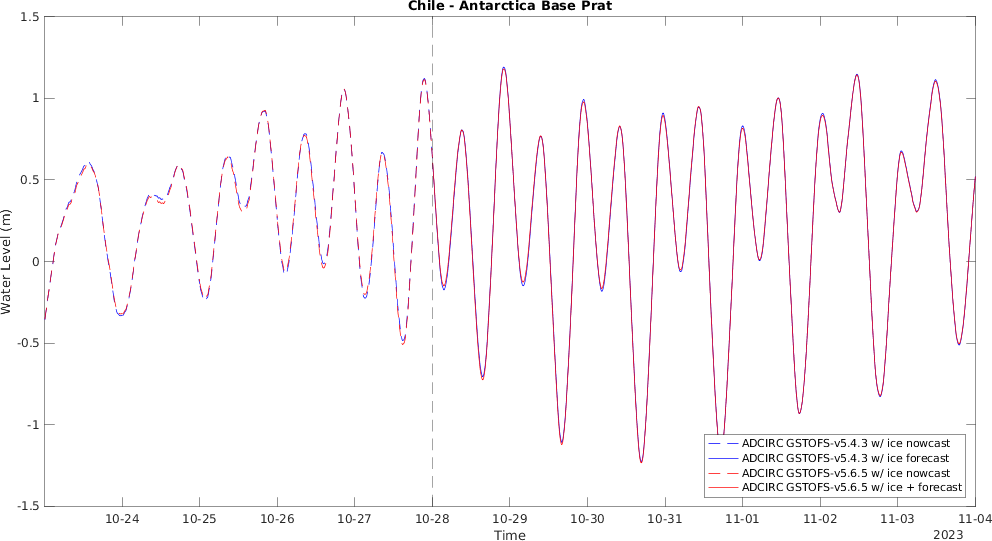 Chile - Antarctica Base Prat
1.5
1
0.5
0
-0.5
-1
-1.5
Water Level (m)
ADCIRC GSTOFS-v5.4.3 w/ ice nowcast
ADCIRC GSTOFS-v5.4.3 w/ ice forecast
ADCIRC GSTOFS-v5.6.5 w/ ice nowcast
ADCIRC GSTOFS-v5.6.5 w/ ice + forecast
10-24 10-25 10-26 10-27 10-28 10-29 10-30 10-31 11-01 11-02 11-03 11-04
Time
2023